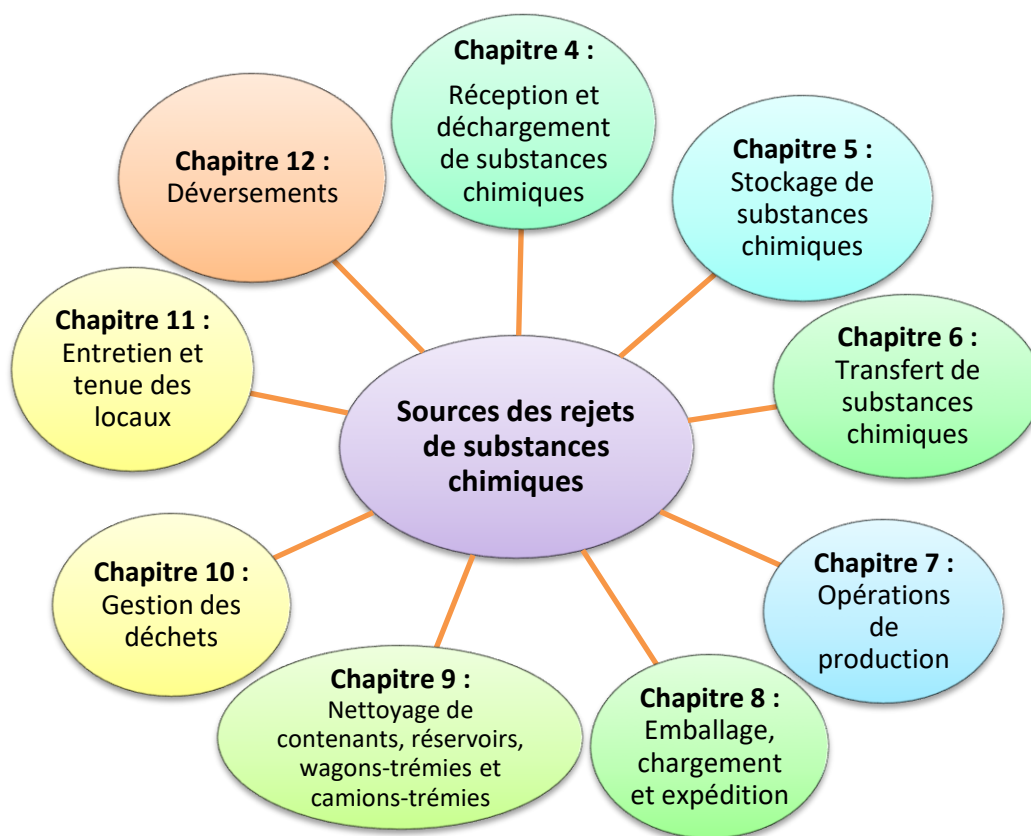 Chapitre 4 :
Réception et
déchargement
de substances
chimiques
Chapitre 5 :
Stockage de
substances
chimiques
Chapitre 6 :
Transfert de
substances
chimiques
Chapitre 7 :
Opérations
de
production
Chapitre 8 :
Emballage,
chargement
et expédition
Chapitre 9 :
Nettoyage de
contenants, réservoirs,
wagons-trémies et
camions-trémies
Chapitre 10 :
Gestion des
déchets
Chapitre 11 :
Entretien et
tenue des
locaux
Chapitre 12 :
Déversements
Sources des rejets
de substances
chimiques